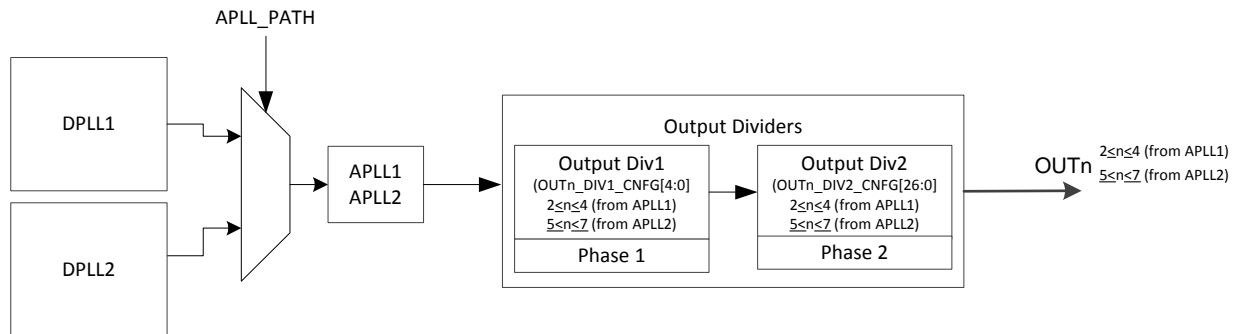 APLL_PATH
DPLL1
DPLL2
APLL1
APLL2
Output Dividers
Output Div1
(OUTn_DIV1_CNFG[4:0]
2≤n≤4 (from APLL1)
5≤n≤7 (from APLL2)
Phase 1
Output Div2
(OUTn_DIV2_CNFG[26:0]
2≤n≤4 (from APLL1)
5≤n≤7 (from APLL2)
Phase 2
OUTn
2≤n≤4 (from APLL1)
5≤n≤7 (from APLL2)